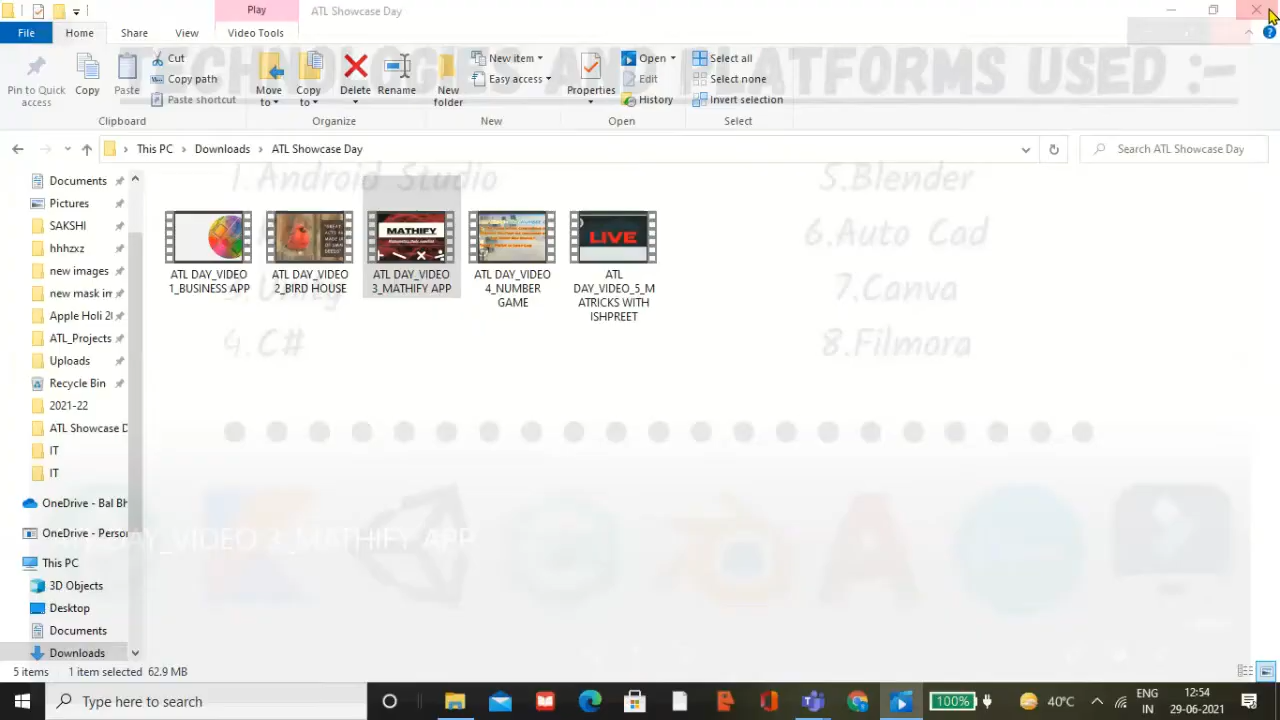 Play
ATL Showcase Day
File
Home
Share
View
Video Tools
TECHNOLOGIES AND PLATFORMS USED :-
Pin to Quick
access
Copy
Paste
Cut
Copy path
Paste shortcut
Clipboard
Move
to
Copy
to
Delete
Rename
Organize
New
folder
New item
Easy access
New
Properties
Open
Edit
History
Open
Select all
Select none
Invert selection
Select
This PC
Downloads
ATL Showcase Day
Search ATL Showcase Day
Documents
Pictures
SAKSHI
hhhzxz
new images
new mask im
Apple Holi 2
ATL_Projects
Uploads
Recycle Bin
2021-22
ATL Showcase D
IT
IT
OneDrive - Bal Bh
OneDrive - Perso
This PC
3D Objects
Desktop
Documents
Downloads
1.Android Studio
4.C#
5.Blender
6.Auto Cad
7.Canva
8.Filmora
ATL DAY_VIDEO
1_BUSINESS APP
ATL DAY_VIDEO
2_BIRD HOUSE
MATHIFY
ATL DAY_VIDEO
3_MATHIFY APP
ATL DAY_VIDEO
4_NUMBER
GAME
LIVE
ATL
DAY_VIDEO_5_M
ATRICKS WITH
ISHPREET
DAY_VIDEO 3_MATHIFY APP
5 items
1 item selected 62.9 MB
Type here to search
100%
40°C
ENG
IN
12:54
29-06-2021